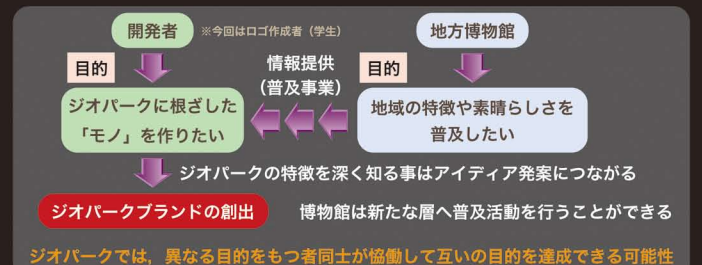 開発者
※今回はロゴ作成者（学生）
地方博物館
目的
情報提供
（普及事業）
目的
ジオパークに根ざした
「モノ」を作りたい
地域の特徴や素晴らしさを
普及したい
ジオパークの特徴を深く知る事はアイディア発案につながる
ジオパークブランドの創出
博物館は新たな層へ普及活動を行うことができる
ジオパークでは，異なる目的をもつ者同士が協働して互いの目的を達成できる可能性